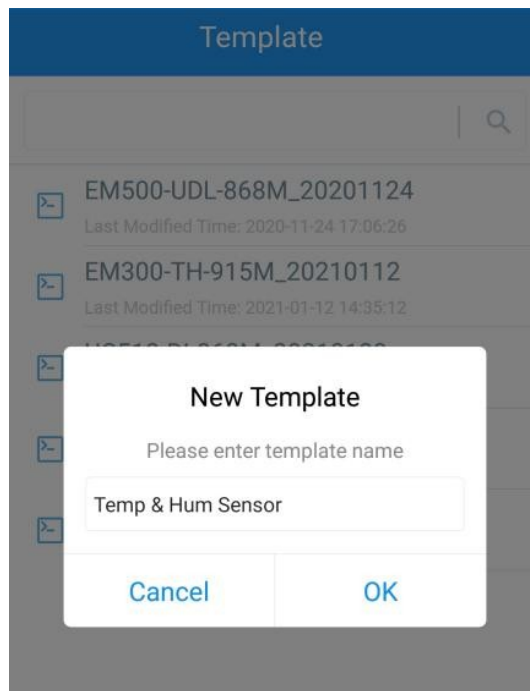 Template
EM500-UDL-868M_20201124
Last Modified Time: 2020-11-24 17:06:26
EM300-TH-915M_20210112
Last Modified Time: 2021-01-12 14:35:12
New Template
Please enter template name
Temp & Hum Sensor
Cancel
OK